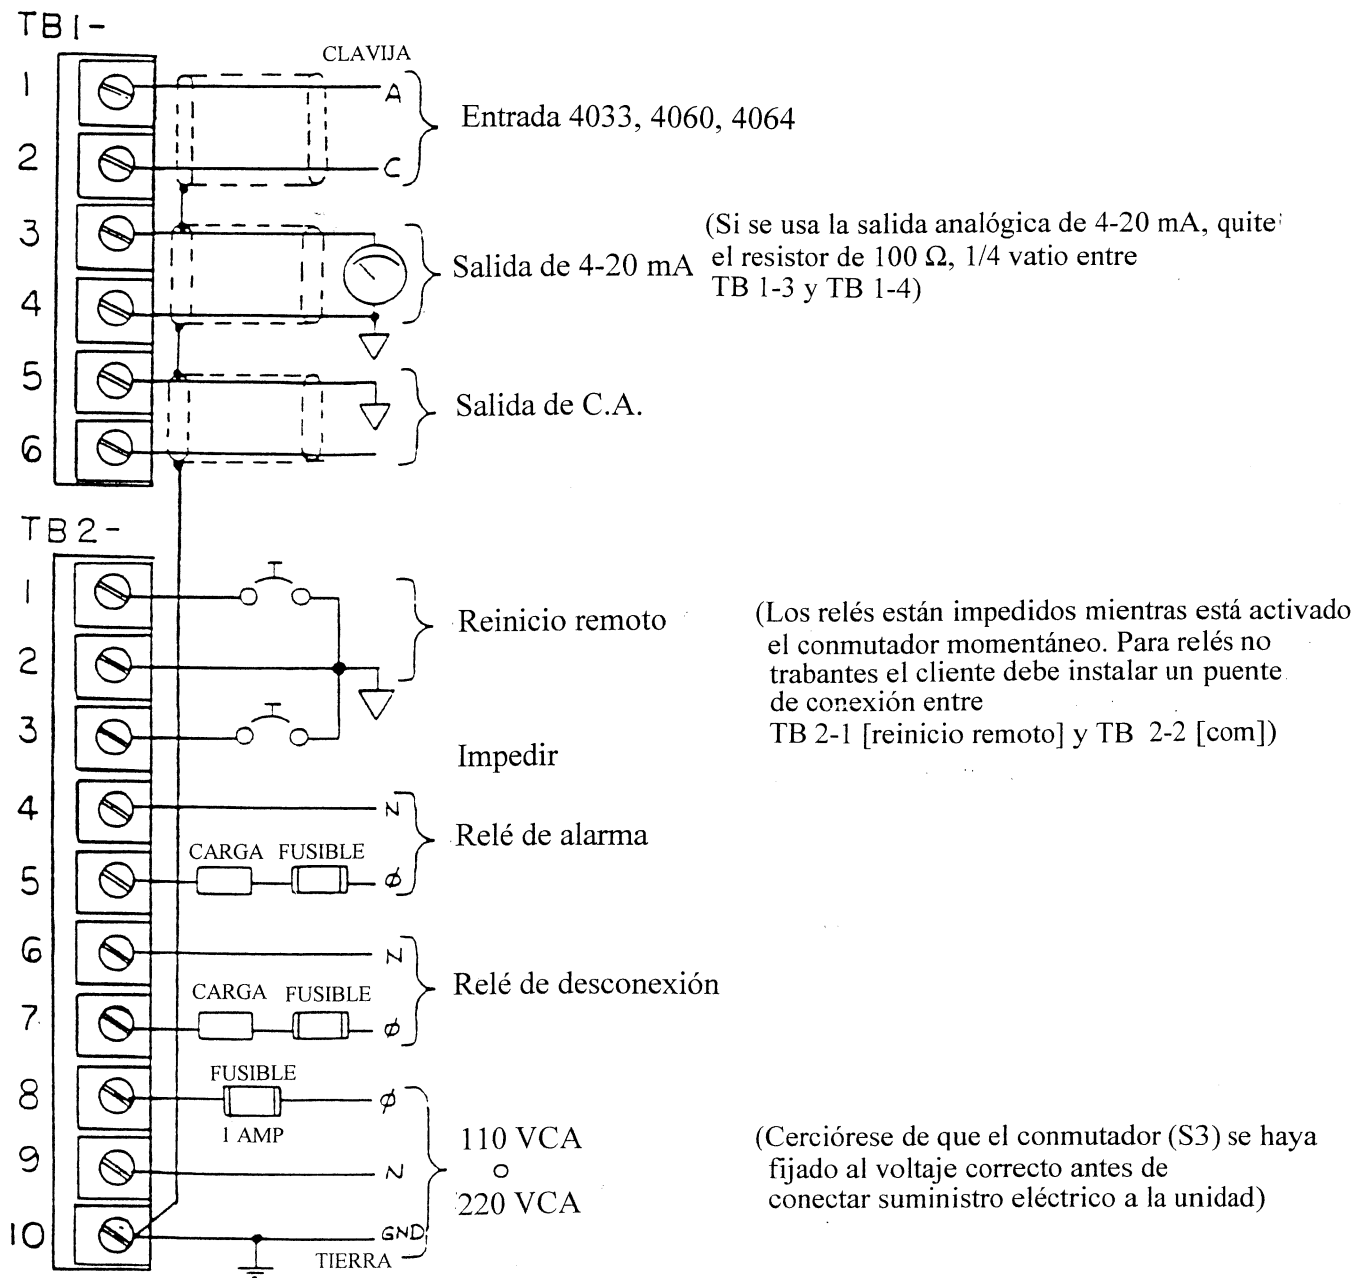 TB1-
CLAVIJA
1
A
Entrada 4033, 4060, 4064
2
C
3
(Si se usa la salida analógica de 4-20 mA, quite
el resistor de 100 Ω, 1/4 vatio entre
TB 1-3 y TB 1-4)
Salida de 4-20 mA
4
5
Salida de C.A.
6
TB2-
1
Reinicio remoto
(Los relés están impedidos mientras está activado
el conmutador momentáneo. Para relés no
trabantes el cliente debe instalar un puente
de conexión entre
TB 2-1 [reinicio remoto] y TB 2-2 [com])
2
3
Impedir
4
N
Relé de alarma
CARGA FUSIBLE
5
ø
6
N
Relé de desconexión
CARGA FUSIBLE
7
ø
FUSIBLE
8
ø
1 AMP
110 VCA
o
220 VCA
(Cerciórese de que el conmutador (S3) se haya
fijado al voltaje correcto antes de
conectar suministro eléctrico a la unidad)
9
N
10
GND
TIERRA